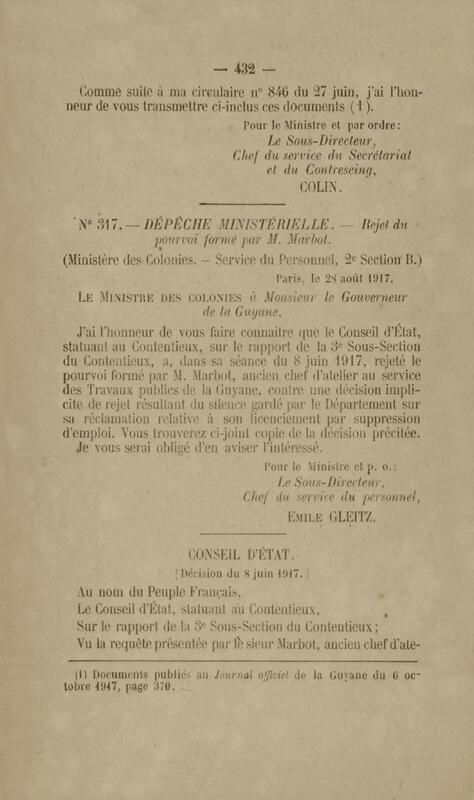 — 432 —
Comme suite à ma circulaire n° 846 du 27 juin, j'ai l'hon-
neur de vous transmettre ci-inclus ces documents (1).
Pour le Ministre et par ordre:
Le Sous-Directeur,
Chef du service du Secrétariat
et du Contreseing,
COLIN.
N° 317. — DÉPÊCHE MINISTÉRIELLE. — Rejet du
pourvoi formé par M. Marbot.
(Ministère des Colonies. — Service du Personnel, 2e Section B.)
Paris, le 28 août 1917.
LE MINISTRE DES COLONIES à Monsieur le Gouverneur
de la Guyane.
J'ai l'honneur de vous faire connaitre que le Conseil d'État,
statuant au Contentieux, sur le rapport de la 3e Sous-Section
du Contentieux, a, dans sa séance du 8 juin 1917, rejeté le
pourvoi formé par M. Marbot, ancien chef d'atelier au service
des Travaux publics de la Guyane, contre une décision impli-
cite de rejet résultant du silence gardé par le Département sur
sa réclamation relative à son licenciement par suppression
d'emploi. Vous trouverez ci-joint copie de la décision précitée.
Je vous serai obligé d'en aviser l'intéressé.
Pour le Ministre et p. o.:
Le Sous-Directeur,
Chef du service du personnel,
EMILE GLEITZ.
CONSEIL D'ÉTAT.
(Décision du 8 juin 1917.)
Au nom du Peuple Français,
Le Conseil d'État, statuant au Contentieux,
Sur le rapport de la 3e Sous-Section du Contentieux;
Vu la requête présentée par le sieur Marbot, ancien chef d'ate-
(1) Documents publiés au Journal officiel de la Guyane du 6 oc-
tobre 1917, page 370.